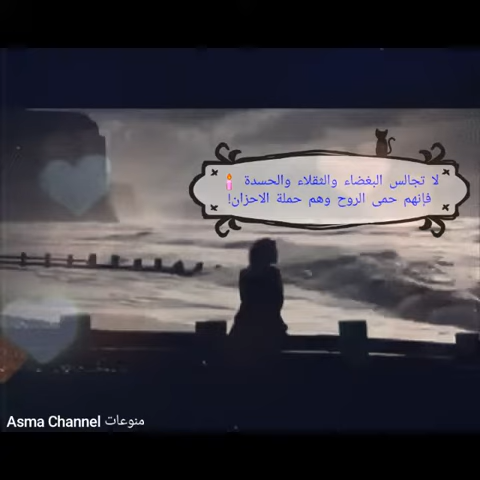 لا تجالس البغضاء والثقلاء والحسدة 🕯️
فإنهم حمى الروح وهم حملة الاحزان!
Asma Channel منوعات